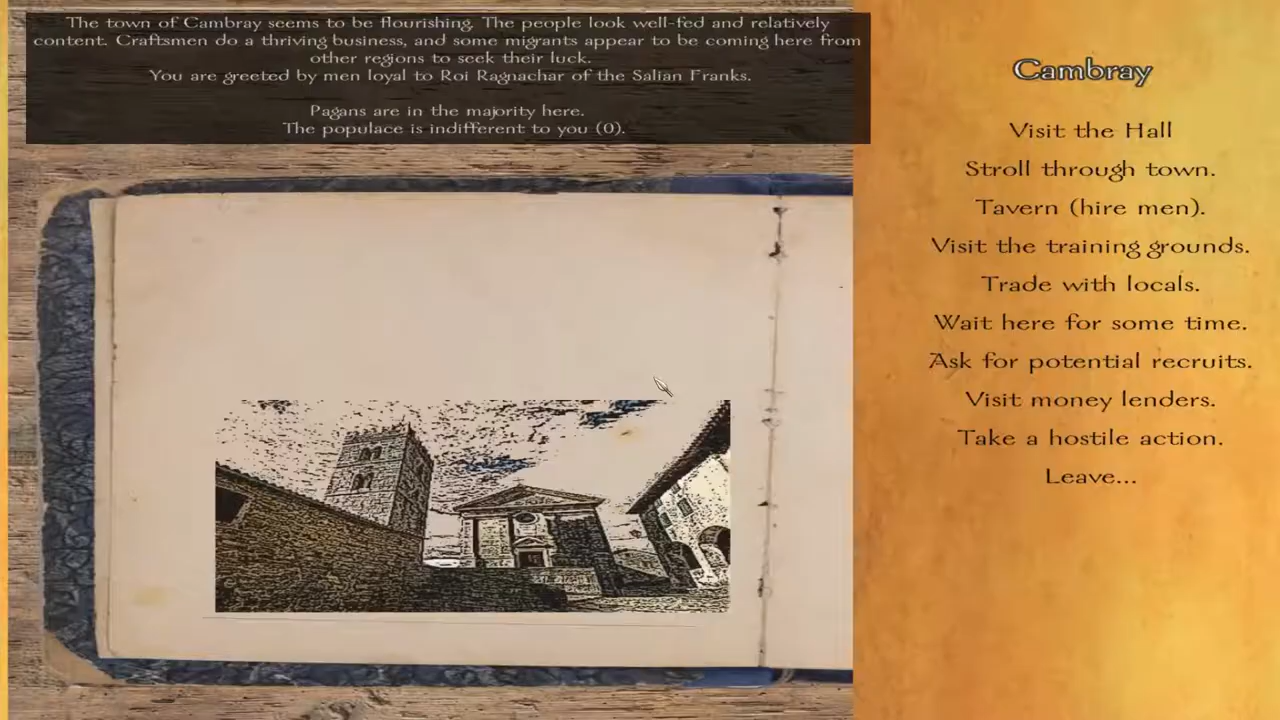 The town of Cambray seems to be flourishing. The people look well-fed and relatively
content. Craftsmen do a thriving business, and some migrants appear to be coming here from
other regions to seek their luck.
You are greeted by men loyal to Roi Ragnachar of the Salian Franks.
Pagans are in the majority here.
The populace is indifferent to you (0).
Cambray
Visit the Hall
Stroll through town.
Tavern (hire men).
Visit the training grounds.
Trade with locals.
Wait here for some time.
Ask for potential recruits.
Visit money lenders.
Take a hostile action.
Leave...